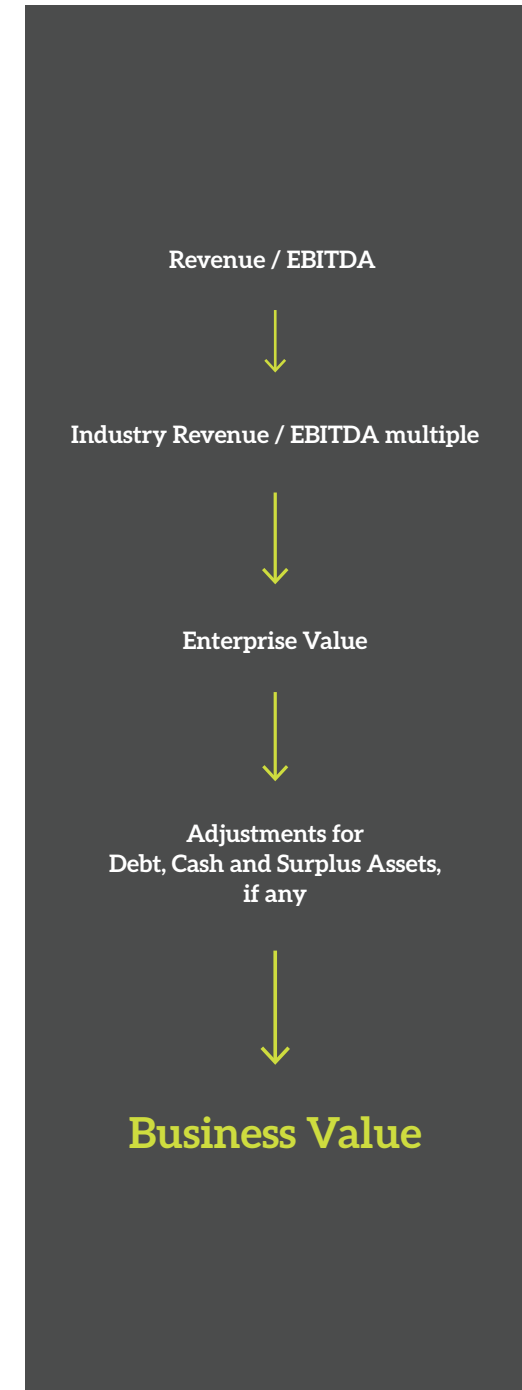 Revenue / EBITDA
Industry Revenue / EBITDA multiple
Enterprise Value
Adjustments for
Debt, Cash and Surplus Assets,
if any
Business Value